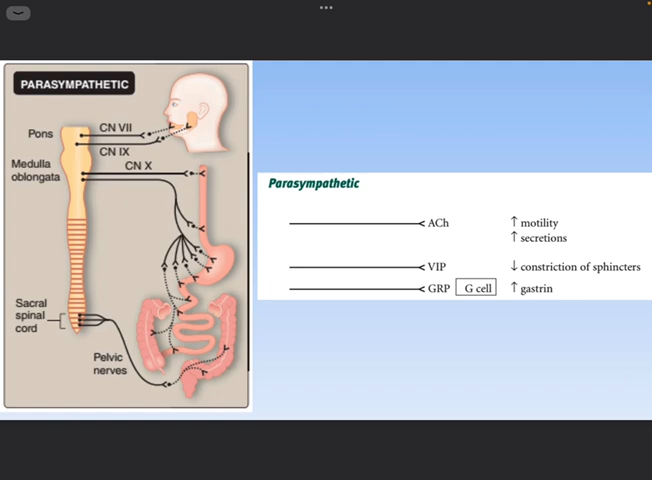 PARASYMPATHETIC
Pons
CN VII
CN IX
Medulla
oblongata
CN X
Sacral
spinal
cord
Pelvic
nerves
Parasympathetic
ACh ↑ motility
↑ secretions
VIP ↓ constriction of sphincters
GRP G cell ↑ gastrin